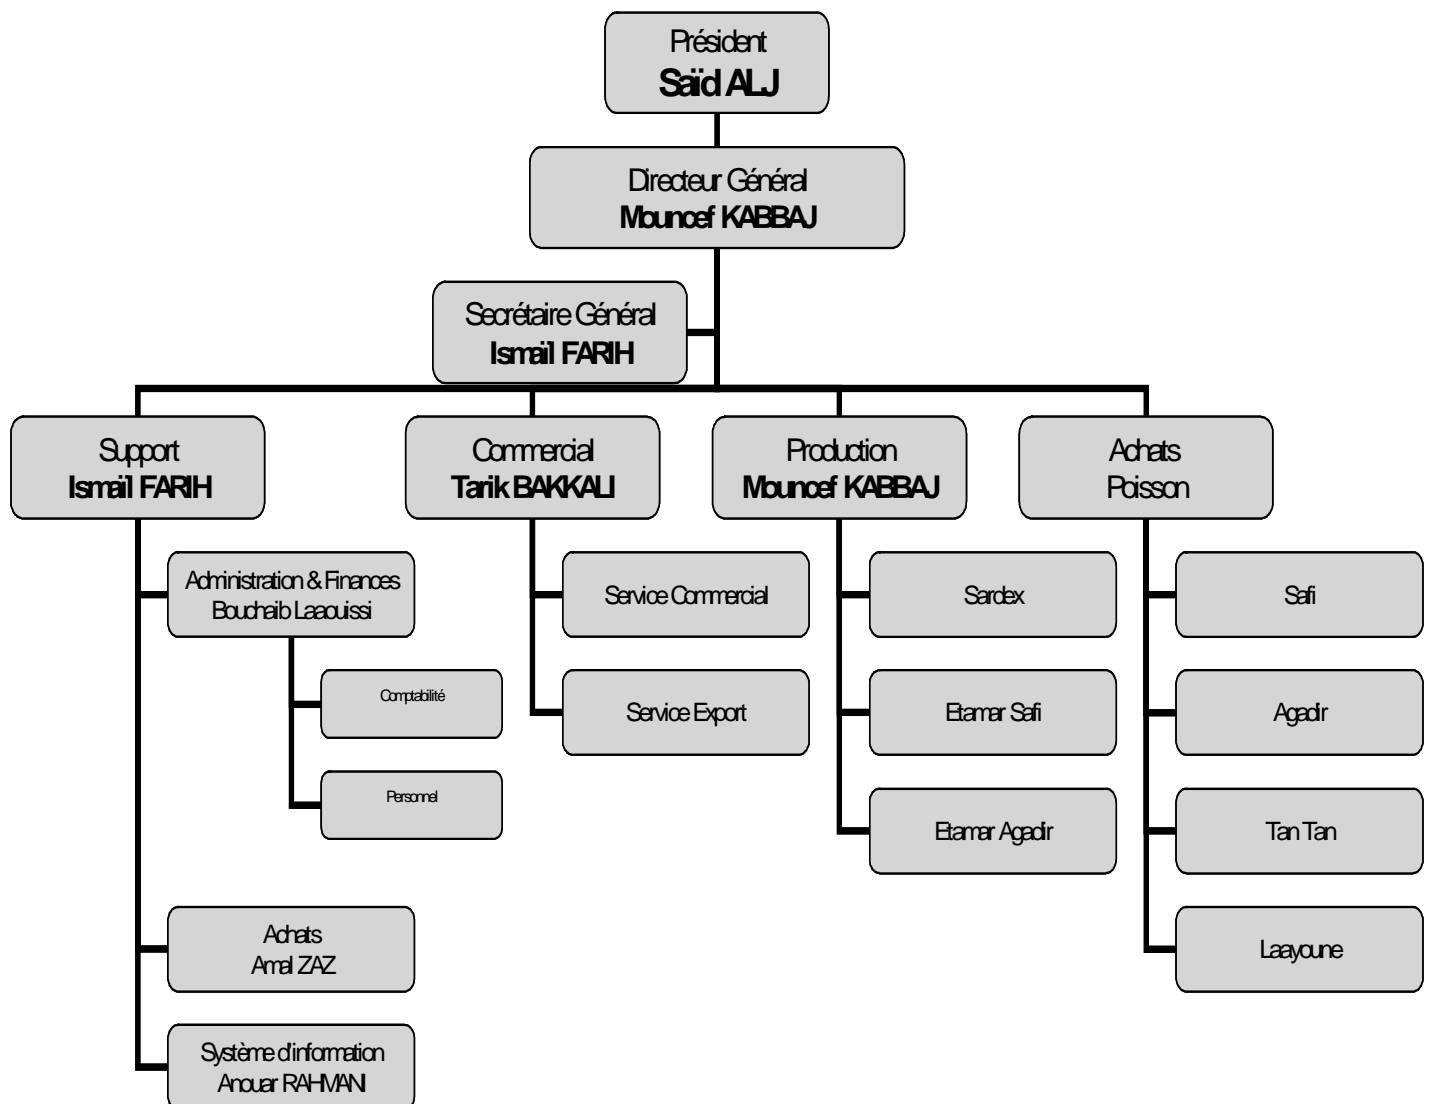 Président
Saïd ALJ
Directeur Général
Mouncef KABBAJ
Secrétaire Général
Ismaïl FARIH
Support
Ismaïl FARIH
Commercial
Tarik BAKKALI
Production
Mouncef KABBAJ
Achats
Poisson
Administration & Finances
Bouchaib Laaouissi
Service Commercial
Sardex
Safi
Comptabilité
Service Export
Etamar Safi
Agadir
Personnel
Etamar Agadir
Tan Tan
Achats
Amal ZAZ
Laayoune
Système d'information
Anouar RAHMANI